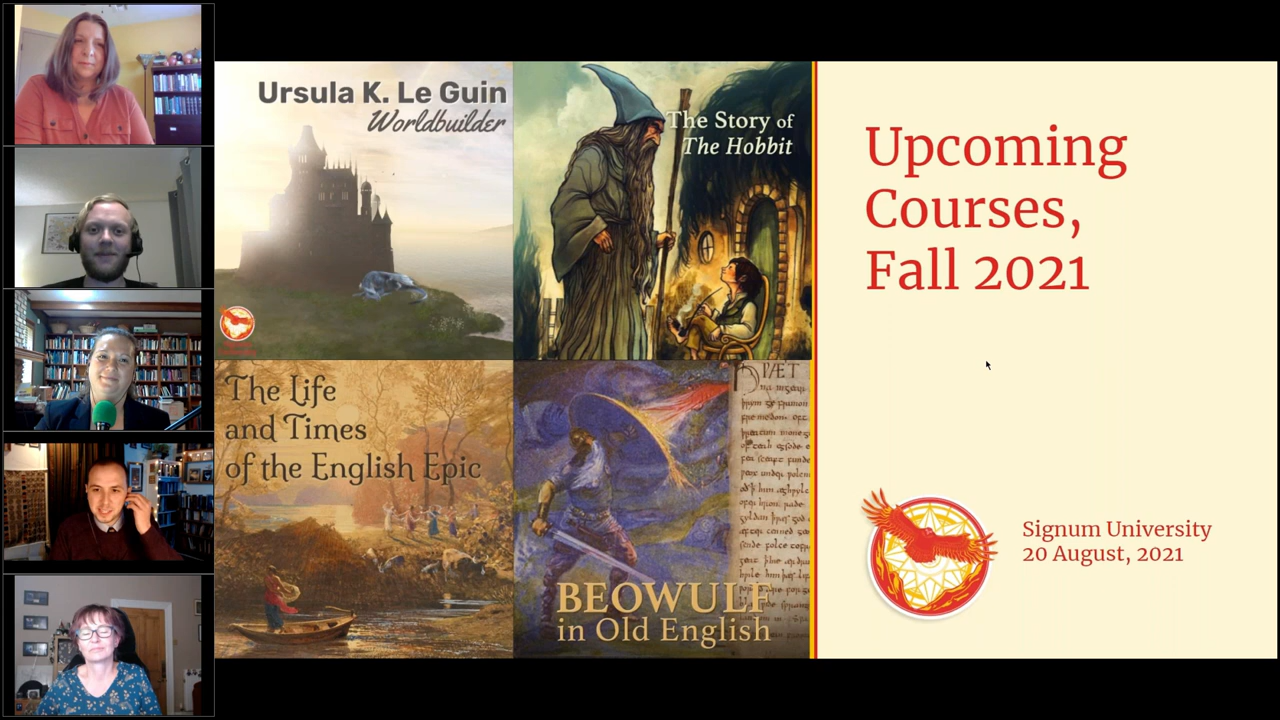 Ursula K. Le Guin
Worldbuilder
The Story of
The Hobbit
Upcoming
Courses,
Fall 2021
The Life
and Times
of the English Epic
BEOWULF
in Old English
Signum University
20 August, 2021